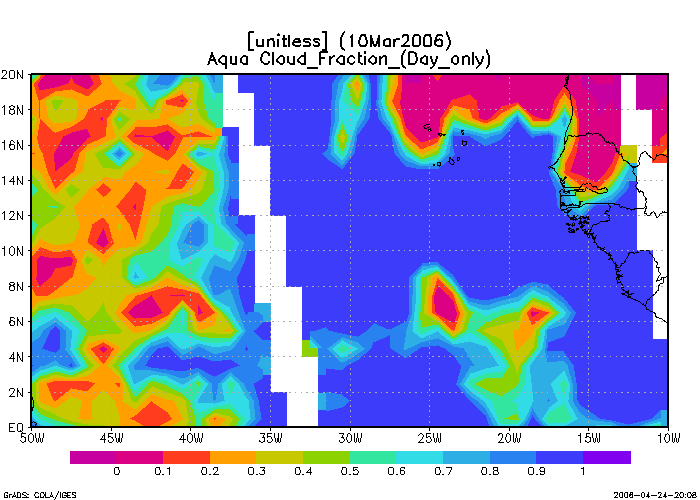 [unitless] (10Mar2006)
Aqua Cloud_Fraction_(Day_only)
20N
18N
16N
14N
12N
10N
8N
6N
4N
2N
EQ
50W 45W 40W 35W 30W 25W 20W 15W 10W
0 0.1 0.2 0.3 0.4 0.5 0.6 0.7 0.8 0.9 1
GrADS: COLA/IGES 2006-04-24-20:06